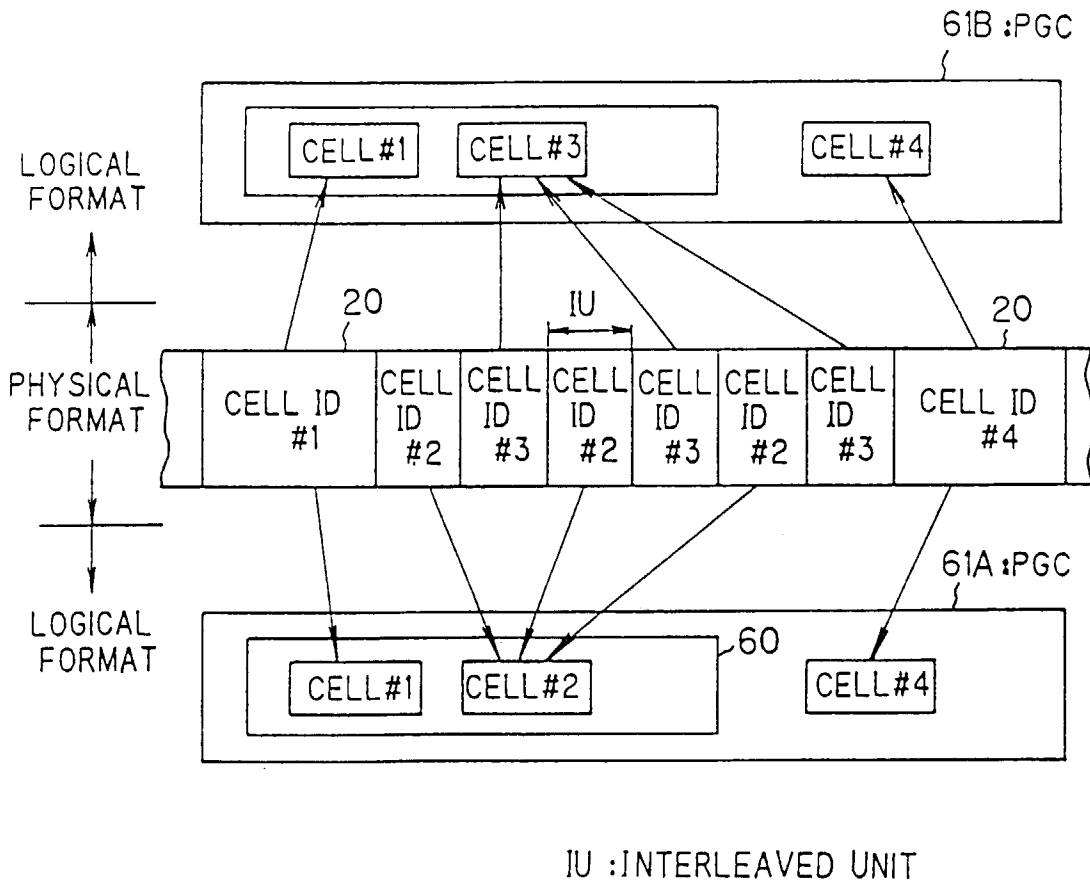 61B :PGC
CELL#1
CELL#3
CELL#4
LOGICAL
FORMAT
20
IU
20
PHYSICAL
FORMAT
CELL ID
#1
CELL
ID
#2
CELL
ID
#3
CELL
ID
#2
CELL
ID
#3
CELL
ID
#2
CELL
ID
#3
CELL ID
#4
61A :PGC
LOGICAL
FORMAT
60
CELL#1
CELL#2
CELL#4
IU :INTERLEAVED UNIT